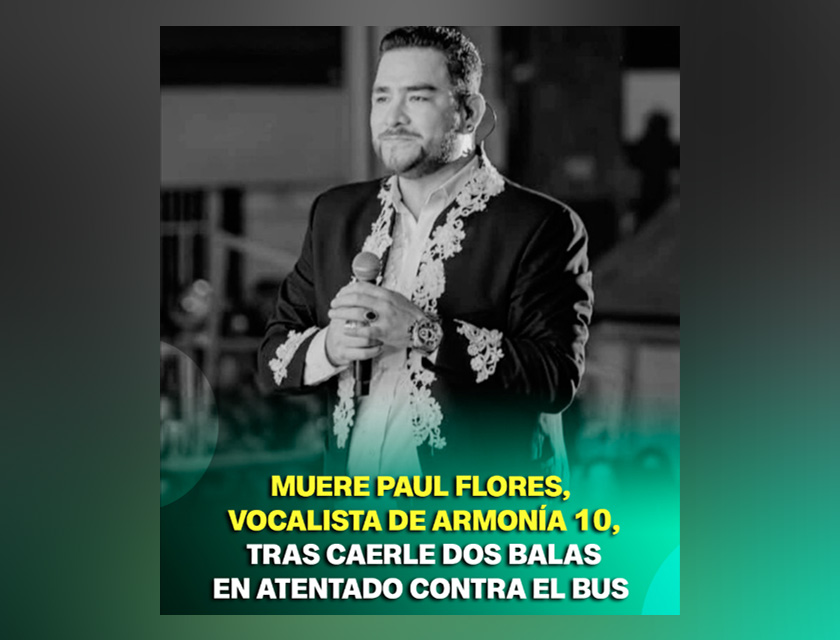 MUERE PAUL FLORES,
VOCALISTA DE ARMONÍA 10,
TRAS CAERLE DOS BALAS
EN ATENTADO CONTRA EL BUS